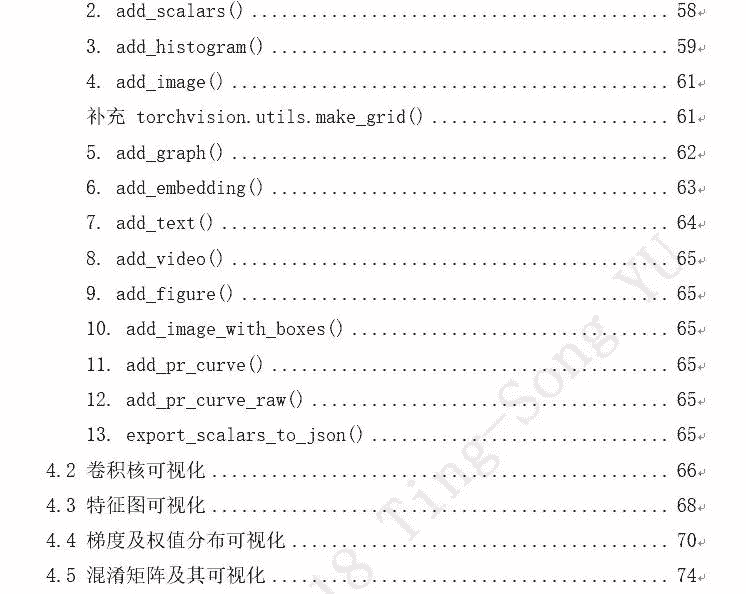 2. add_scalars() 58
3. add_histogram() 59
4. add_image() 61
补充 torchvision.utils.make_grid() 61
5. add_graph() 62
6. add_embedding() 63
7. add_text() 64
8. add_video() 65
9. add_figure() 65
10. add_image_with_boxes() 65
11. add_pr_curve() 65
12. add_pr_curve_raw() 65
13. export_scalars_to_json() 65
4.2 卷积核可视化 66
4.3 特征图可视化 68
4.4 梯度及权值分布可视化 70
4.5 混淆矩阵及其可视化 74
Ting-Song YU